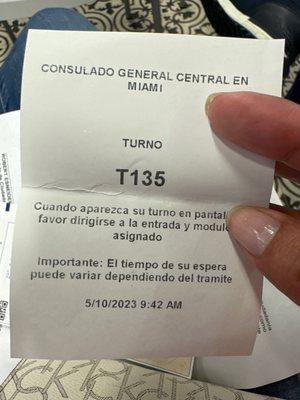 CONSULADO GENERAL CENTRAL EN
MIAMI
TURNO
T135
Cuando aparezca su turno en pantal
favor dirigirse a la entrada y modulo
asignado
Importante: El tiempo de su espera
puede variar dependiendo del tramite
5/10/2023 9:42 AM